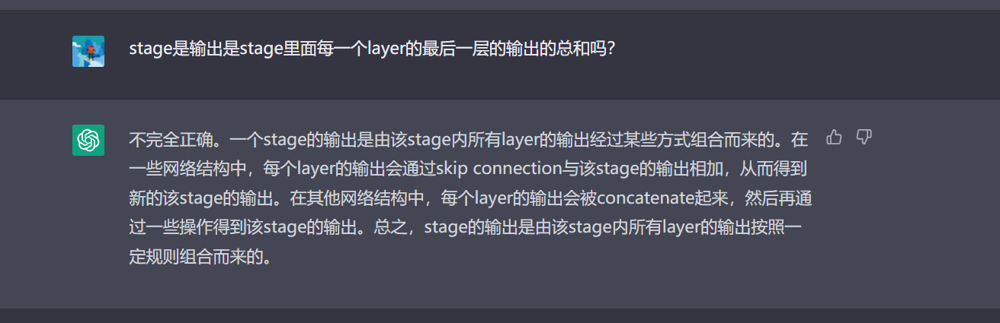 stage是输出是stage里面每一个layer的最后一层的输出的总和吗？
不完全正确。一个stage的输出是由该stage内所有layer的输出经过某些方式组合而来的。在
一些网络结构中，每个layer的输出会通过skip connection与该stage的输出相加，从而得到
新的该stage的输出。在其他网络结构中，每个layer的输出会被concatenate起来，然后再通
过一些操作得到该stage的输出。总之，stage的输出是由该stage内所有layer的输出按照一
定规则组合而来的。